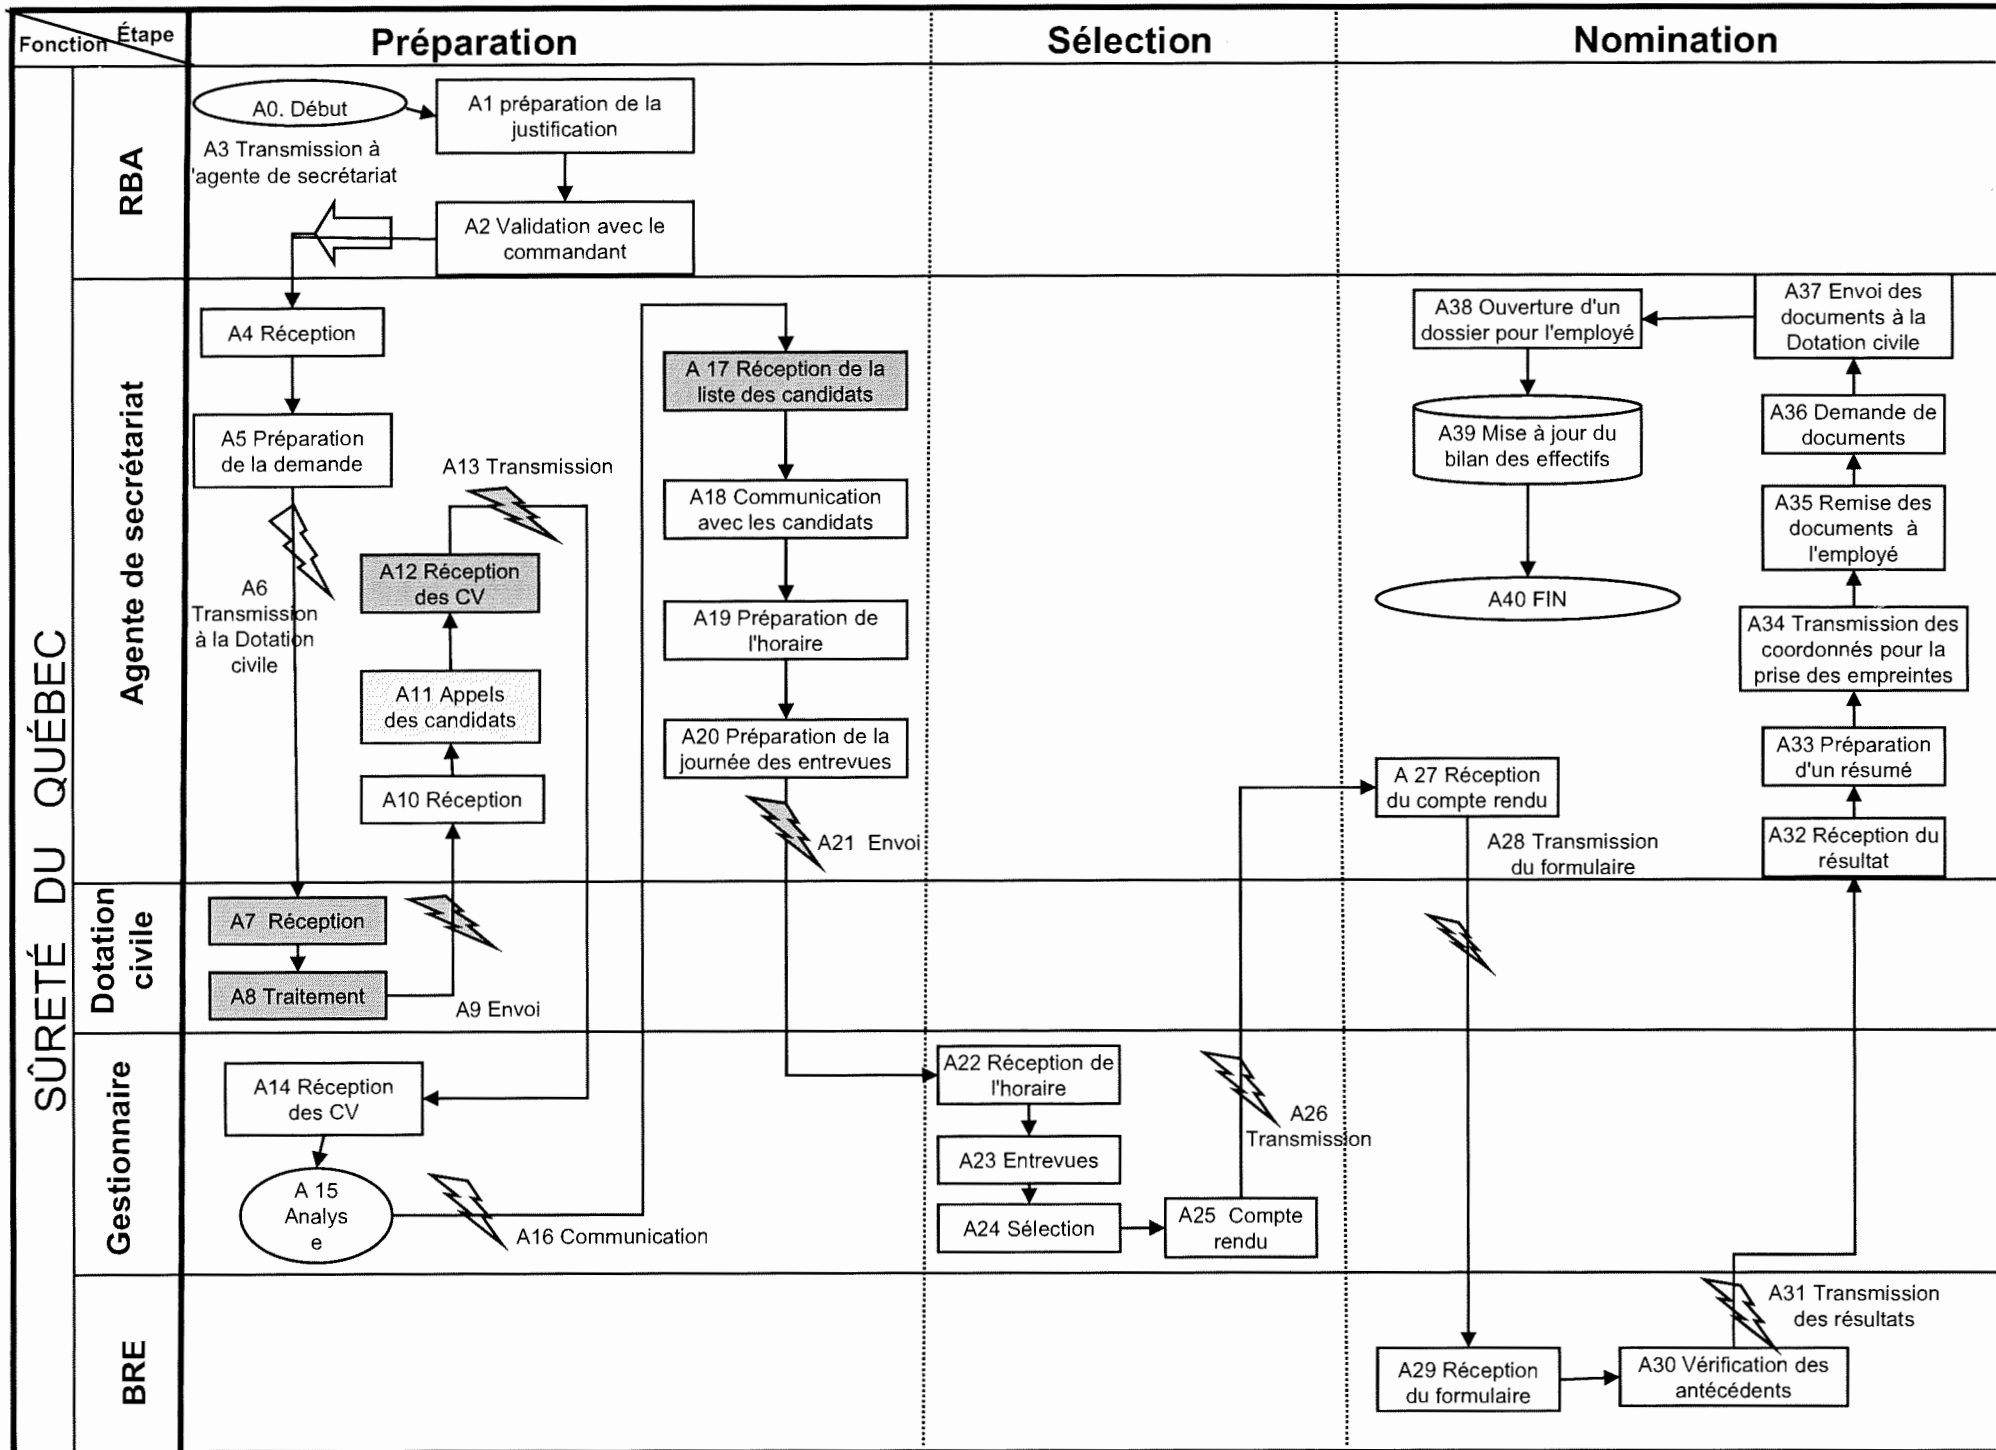 Fonction
Étape
Préparation
Sélection
Nomination
SÛRETÉ DU QUÉBEC
RBA
A0. Début
A1 préparation de la
justification
A3 Transmission à
'agente de secrétariat
A2 Validation avec le
commandant
Agente de secrétariat
A4 Réception
A5 Préparation
de la demande
A6
Transmission
à la Dotation
civile
A13 Transmission
A12 Réception
des CV
A11 Appels
des candidats
A10 Réception
A 17 Réception de la
liste des candidats
A18 Communication
avec les candidats
A19 Préparation de
l'horaire
A20 Préparation de la
journée des entrevues
A21 Envoi
A38 Ouverture d'un
dossier pour l'employé
A39 Mise à jour du
bilan des effectifs
A40 FIN
A37 Envoi des
documents à la
Dotation civile
A36 Demande de
documents
A35 Remise des
documents à
l'employé
A34 Transmission des
coordonnés pour la
prise des empreintes
A33 Préparation
d'un résumé
A32 Réception du
résultat
A 27 Réception
du compte rendu
A28 Transmission
du formulaire
Dotation
civile
A7 Réception
A8 Traitement
A9 Envoi
Gestionnaire
A14 Réception
des CV
A 15
Analys
e
A16 Communication
A22 Réception de
l'horaire
A23 Entrevues
A24 Sélection
A25 Compte
rendu
A26
Transmission
BRE
A29 Réception
du formulaire
A30 Vérification des
antécédents
A31 Transmission
des résultats